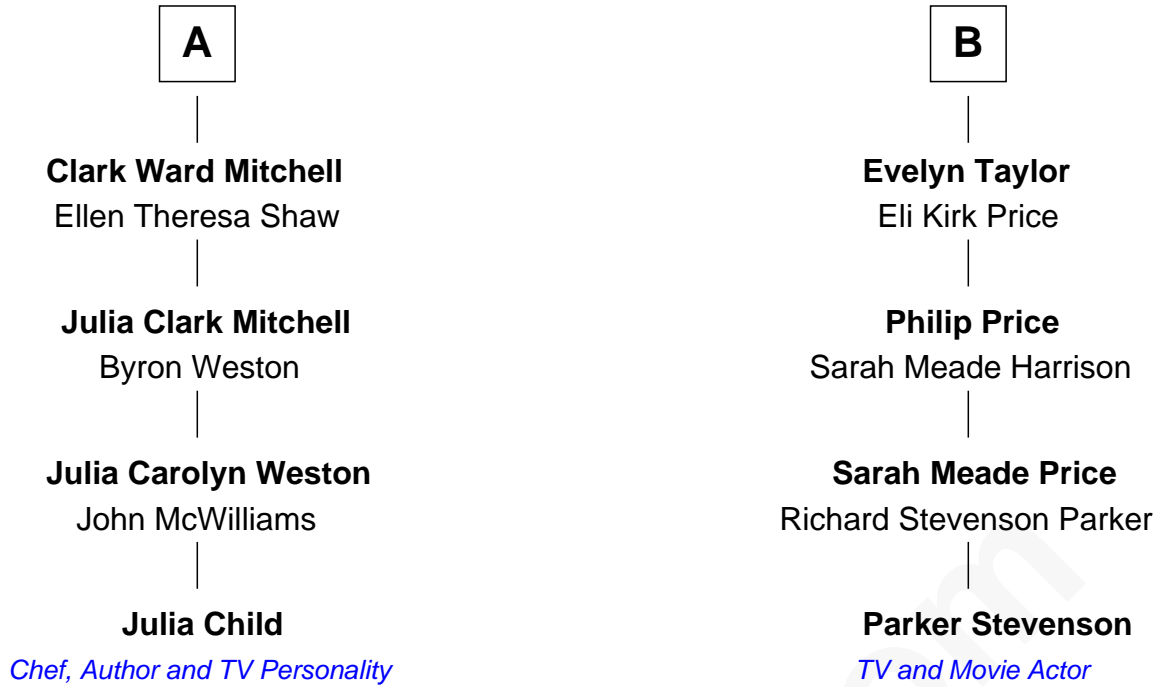 A
Clark Ward Mitchell
Ellen Theresa Shaw
Julia Clark Mitchell
Byron Weston
Julia Carolyn Weston
John McWilliams
Julia Child
Chef, Author and TV Personality
B
Evelyn Taylor
Eli Kirk Price
Philip Price
Sarah Meade Harrison
Sarah Meade Price
Richard Stevenson Parker
Parker Stevenson
TV and Movie Actor